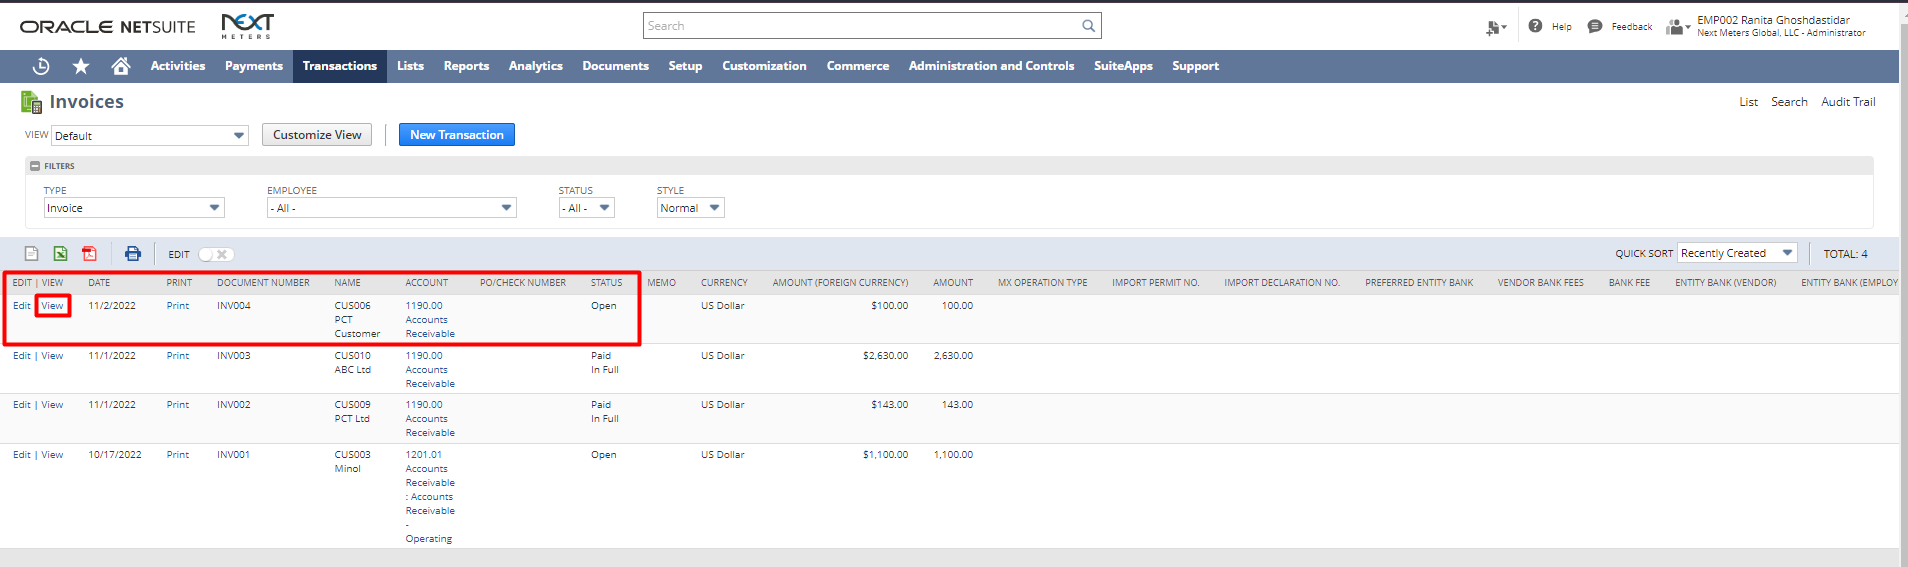 ORACLE NETSUITE
NEXT
METERS
Search
Help
Feedback
EMP002 Ranita Ghoshdastidar
Next Meters Global, LLC - Administrator
Activities Payments Transactions Lists Reports Analytics Documents Setup Customization Commerce Administration and Controls SuiteApps Support
Invoices
List Search Audit Trail
VIEW Default Customize View New Transaction
FILTERS
TYPE EMPLOYEE STATUS STYLE
Invoice - All - - All - Normal
EDIT QUICK SORT Recently Created TOTAL: 4
EDIT | VIEW DATE PRINT DOCUMENT NUMBER NAME ACCOUNT PO/CHECK NUMBER STATUS MEMO CURRENCY AMOUNT (FOREIGN CURRENCY) AMOUNT MX OPERATION TYPE IMPORT PERMIT NO. IMPORT DECLARATION NO. PREFERRED ENTITY BANK VENDOR BANK FEES BANK FEE ENTITY BANK (VENDOR) ENTITY BANK (EMPLOY
Edit | View 11/2/2022 Print INV004 CUS006 1190.00 Open US Dollar $100.00 100.00
PCT Accounts
Customer Receivable
Edit | View 11/1/2022 Print INV003 CUS010 1190.00 Paid US Dollar $2,630.00 2,630.00
ABC Ltd Accounts In Full
Receivable
Edit | View 11/1/2022 Print INV002 CUS009 1190.00 Paid US Dollar $143.00 143.00
PCT Ltd Accounts In Full
Receivable
Edit | View 10/17/2022 Print INV001 CUS003 1201.01 Open US Dollar $1,100.00 1,100.00
Minol Accounts
Receivable
: Accounts
Receivable
-
Operating